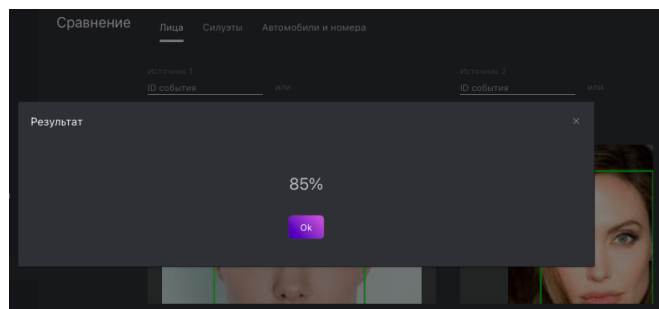 Сравнение
Лица Силуэты Автомобили и номера
Источник 1 Источник 2
ID события или ID события или
Результат ×
85%
Ok